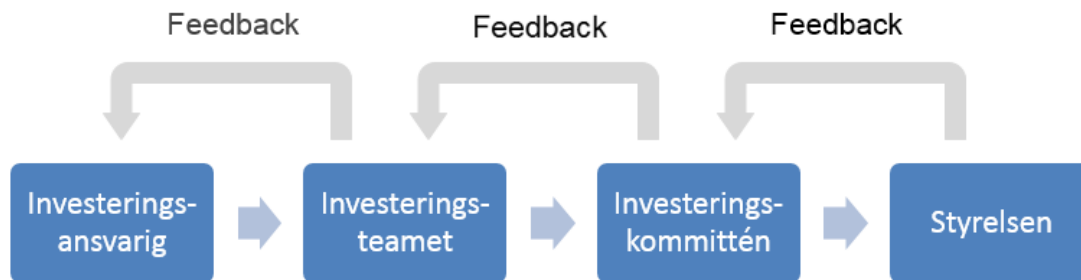 Feedback
Feedback
Feedback
Investerings-
ansvarig
Investerings-
teamet
Investerings-
kommittén
Styrelsen